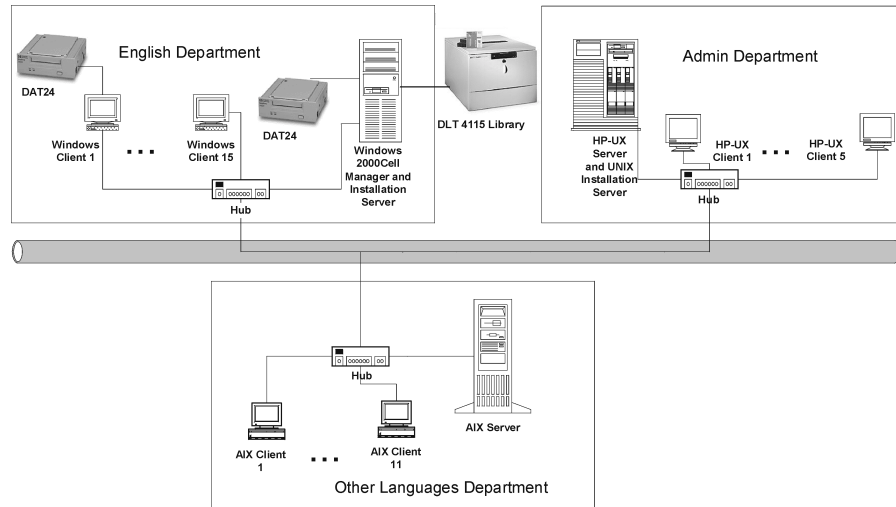 English Department
DAT24
Windows
Client 1
Windows
Client 15
DAT24
Hub
Windows
2000Cell
Manager and
Installation
Server
DLT 4115 Library
Admin Department
HP-UX
Server
and UNIX
Installation
Server
HP-UX
Client 1
HP-UX
Client 5
Hub
Hub
AIX Client
1
AIX Client
11
AIX Server
Other Languages Department